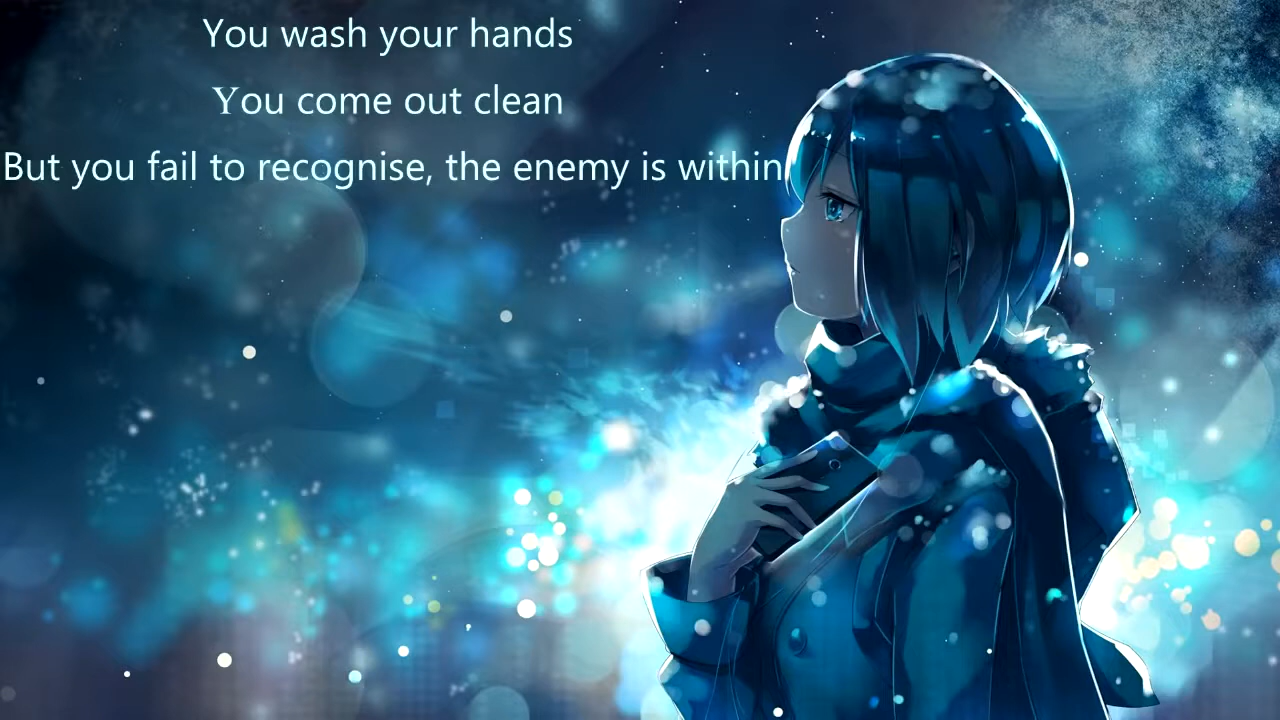 You wash your hands
You come out clean
But you fail to recognise, the enemy is within